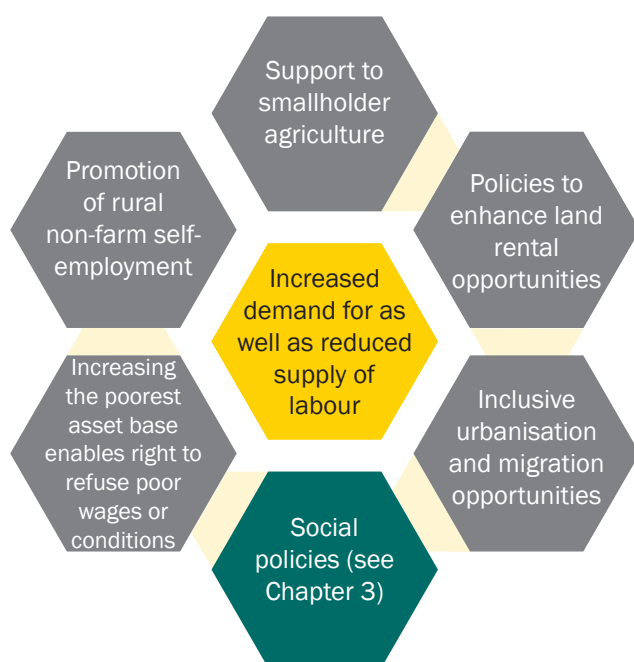 Support to
smallholder
agriculture
Promotion
of rural
non-farm self-
employment
Policies to
enhance land
rental
opportunities
Increased
demand for as
well as reduced
supply of
labour
Increasing
the poorest
asset base
enables right to
refuse poor
wages or
conditions
Inclusive
urbanisation
and migration
opportunities
Social
policies (see
Chapter 3)